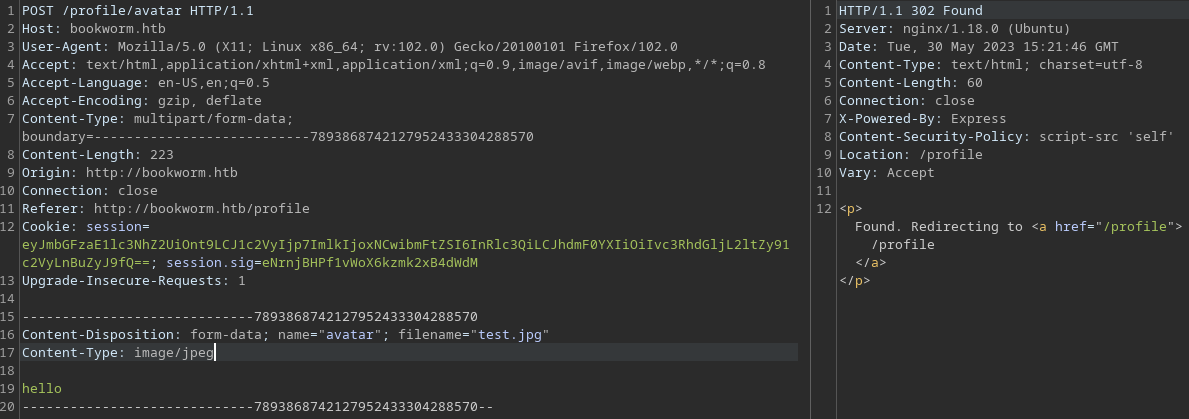 1 POST /profile/avatar HTTP/1.1
2 Host: bookworm.htb
3 User-Agent: Mozilla/5.0 (X11; Linux x86_64; rv:102.0) Gecko/20100101 Firefox/102.0
4 Accept: text/html,application/xhtml+xml,application/xml;q=0.9,image/avif,image/webp,*/*;q=0.8
5 Accept-Language: en-US,en;q=0.5
6 Accept-Encoding: gzip, deflate
7 Content-Type: multipart/form-data;
boundary=---------------------------7893868742127952433304288570
8 Content-Length: 223
9 Origin: http://bookworm.htb
10 Connection: close
11 Referer: http://bookworm.htb/profile
12 Cookie: session=
eyJmbGFzaE1lc3NhZ2UiOnt9LCJ1c2VyIjp7ImlkIjoxNCwibmFtZSI6InRlc3QiLCJhdmF0YXIiOiIvc3RhdGljL2ltZy91
c2VyLnBuZyJ9fQ==; session.sig=eNrnjBHPf1vWoX6kzmk2xB4dWdM
13 Upgrade-Insecure-Requests: 1
14
15 -----------------------------7893868742127952433304288570
16 Content-Disposition: form-data; name="avatar"; filename="test.jpg"
17 Content-Type: image/jpeg
18
19 hello
20 -----------------------------7893868742127952433304288570--
1 HTTP/1.1 302 Found
2 Server: nginx/1.18.0 (Ubuntu)
3 Date: Tue, 30 May 2023 15:21:46 GMT
4 Content-Type: text/html; charset=utf-8
5 Content-Length: 60
6 Connection: close
7 X-Powered-By: Express
8 Content-Security-Policy: script-src 'self'
9 Location: /profile
10 Vary: Accept
11
12 <p>
Found. Redirecting to <a href="/profile">
/profile
</a>
</p>